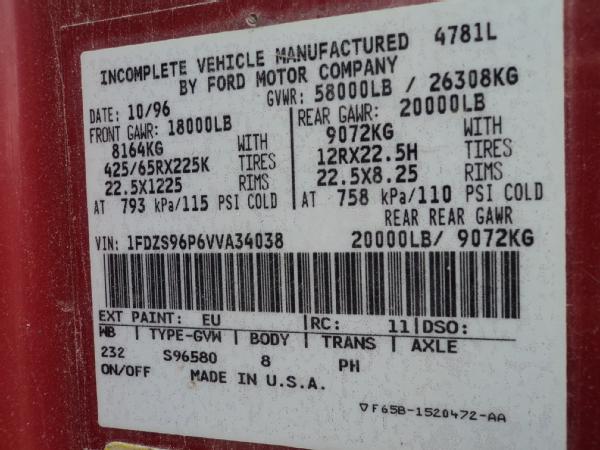 INCOMPLETE VEHICLE MANUFACTURED 4781L
BY FORD MOTOR COMPANY
DATE: 10/96 GVWR: 58000LB / 26308KG
FRONT GAWR: 18000LB REAR GAWR: 20000LB
8164KG WITH 9072KG WITH
425/65RX225K TIRES 12RX22.5H TIRES
22.5X1225 RIMS 22.5X8.25 RIMS
AT 793 kPa/115 PSI COLD AT 758 kPa/110 PSI COLD
REAR REAR GAWR
VIN: 1FDZS96P6VVA34038 20000LB/ 9072KG
EXT PAINT: EU RC: 11 DSO:
WB TYPE-GVW BODY TRANS AXLE
232 S96580 8 PH
ON/OFF MADE IN U.S.A.
F65B-1520472-AA